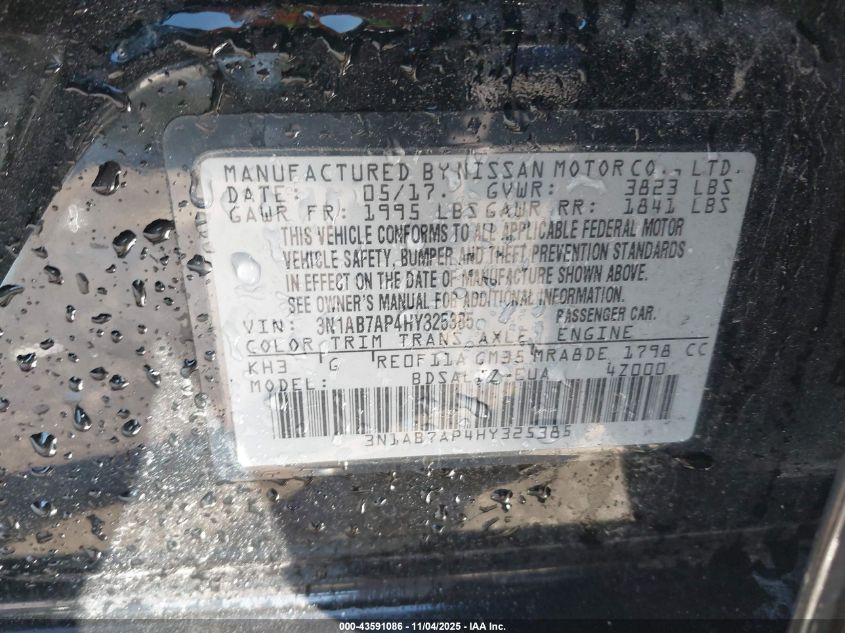 MANUFACTURED BY NISSAN MOTOR CO., LTD.
DATE: 05/17 GVWR: 3823 LBS
GAWR FR: 1995 LBS GAWR RR: 1841 LBS
THIS VEHICLE CONFORMS TO ALL APPLICABLE FEDERAL MOTOR
VEHICLE SAFETY, BUMPER AND THEFT PREVENTION STANDARDS
IN EFFECT ON THE DATE OF MANUFACTURE SHOWN ABOVE.
SEE OWNER'S MANUAL FOR ADDITIONAL INFORMATION.
VIN: 3N1AB7AP4HY325385 PASSENGER CAR.
COLOR TRIM TRANS AXLE ENGINE
KH3 G RE0F11A GM35 MRA8DE 1798 CC
MODEL: 4Z000
3N1AB7AP4HY325385
000-43591086 - 11/04/2025 - IAA Inc.